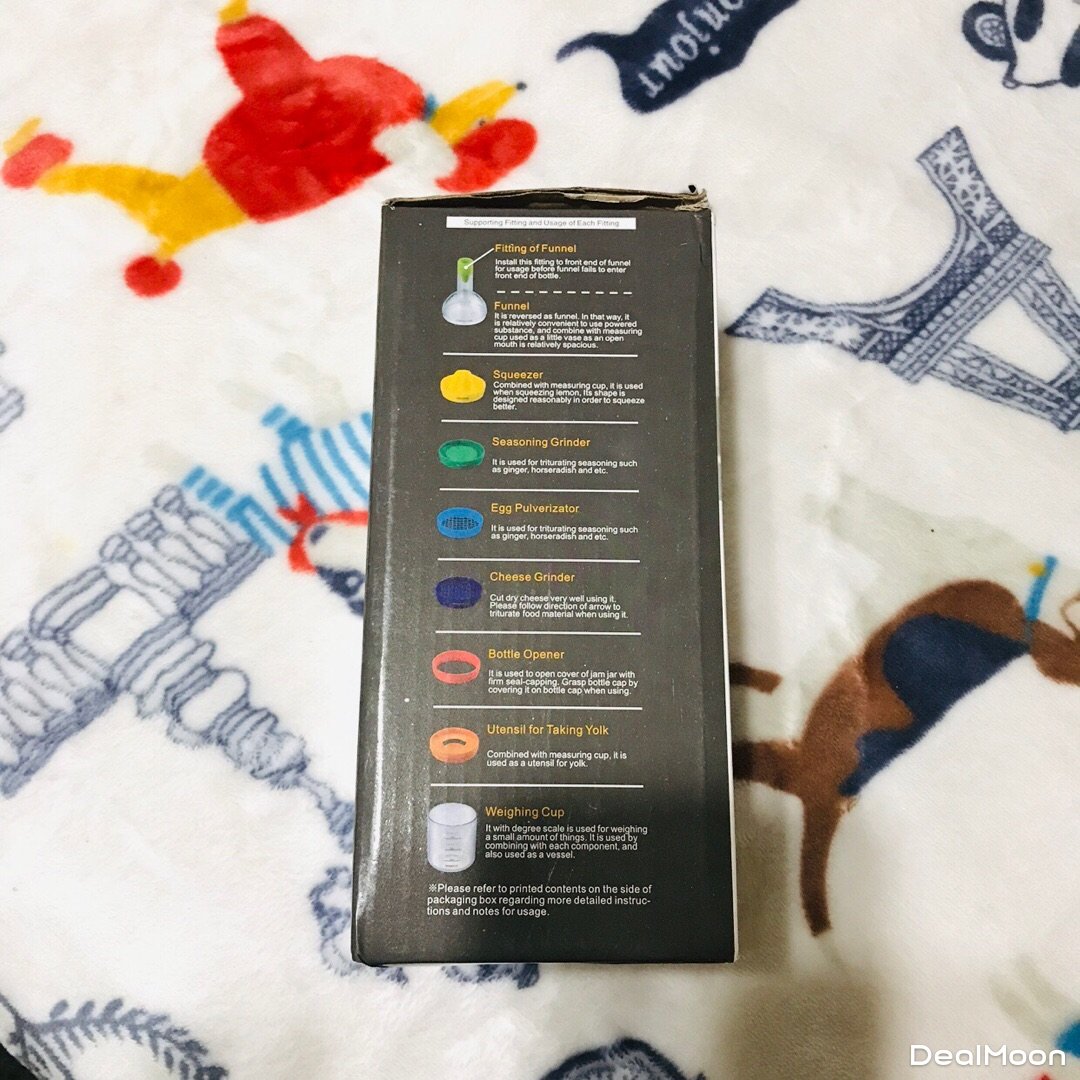 onjour
Supporting Fitting and Usage of Each Fitting
Fitting of Funnel
Install this fitting to front end of funnel
for usage before funnel fails to enter
front end of bottle.
Funnel
It is reversed as funnel. In that way, it
is relatively convenient to use powered
substance, and combine with measuring
cup used as a little vase as an open
mouth is relatively spacious.
Squeezer
Combined with measuring cup, it is used
when squeezing lemon, its shape is
designed reasonably in order to squeeze
better.
Seasoning Grinder
It is used for triturating seasoning such
as ginger, horseradish and etc.
Egg Pulverizator
It is used for triturating seasoning such
as ginger, horseradish and etc.
Cheese Grinder
Cut dry cheese very well using it.
Please follow direction of arrow to
triturate food material when using it.
Bottle Opener
It is used to open cover of jam jar with
firm seal-capping. Grasp bottle cap by
covering it on bottle cap when using.
Utensil for Taking Yolk
Combined with measuring cup, it is
used as a utensil for yolk.
Weighing Cup
It with degree scale is used for weighing
a small amount of things. It is used by
combining with each component, and
also used as a vessel.
※Please refer to printed contents on the side of
packaging box regarding more detailed instruc-
tions and notes for usage.
DealMoon